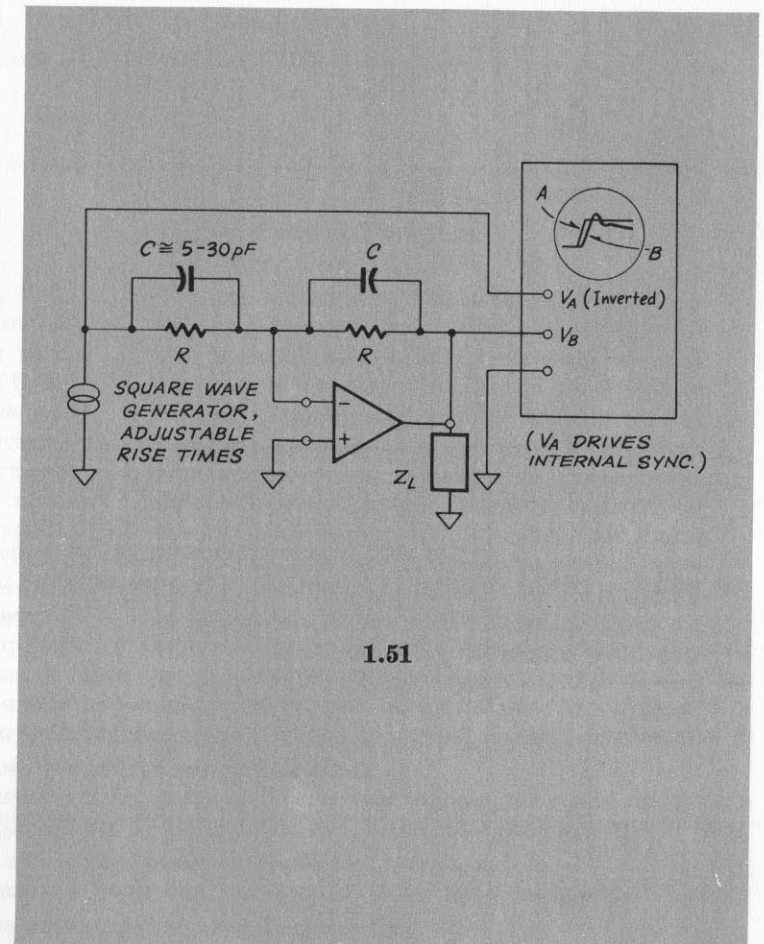 A
B
C ≅ 5-30pF
C
V_A (Inverted)
V_B
R
R
SQUARE WAVE
GENERATOR,
ADJUSTABLE
RISE TIMES
−
+
Z_L
(V_A DRIVES
INTERNAL SYNC.)
1.51